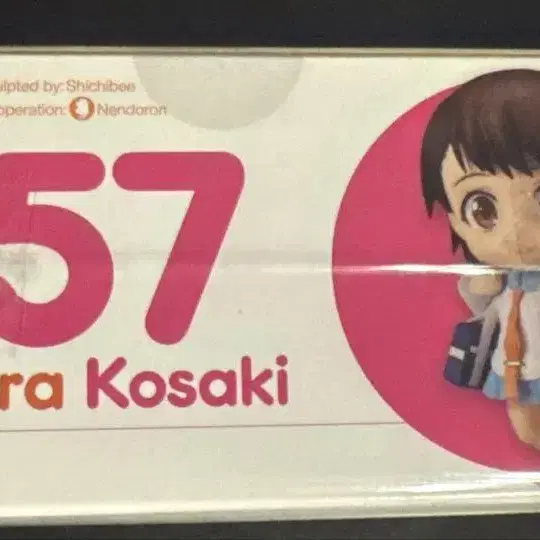 ulpted by: Shichibee
operation: Nendoron
57
ra Kosaki